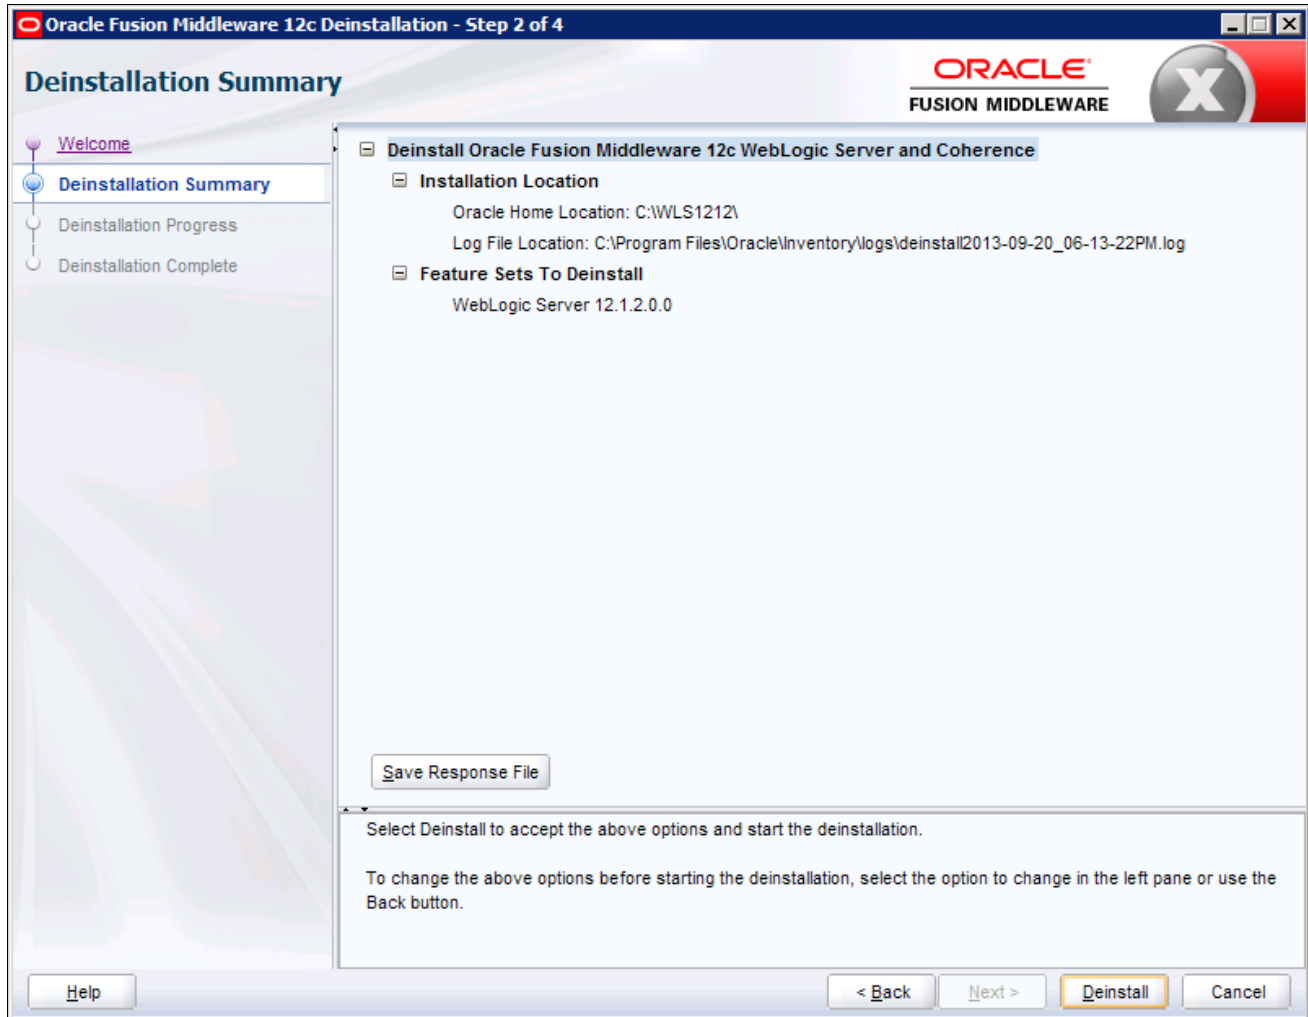 Oracle Fusion Middleware 12c Deinstallation - Step 2 of 4
Deinstallation Summary
ORACLE
FUSION MIDDLEWARE
Welcome
Deinstallation Summary
Deinstallation Progress
Deinstallation Complete
Deinstall Oracle Fusion Middleware 12c WebLogic Server and Coherence
Installation Location
Oracle Home Location: C:\WLS1212\
Log File Location: C:\Program Files\Oracle\Inventory\logs\deinstall2013-09-20_06-13-22PM.log
Feature Sets To Deinstall
WebLogic Server 12.1.2.0.0
Save Response File
Select Deinstall to accept the above options and start the deinstallation.
To change the above options before starting the deinstallation, select the option to change in the left pane or use the
Back button.
Help
< Back
Next >
Deinstall
Cancel